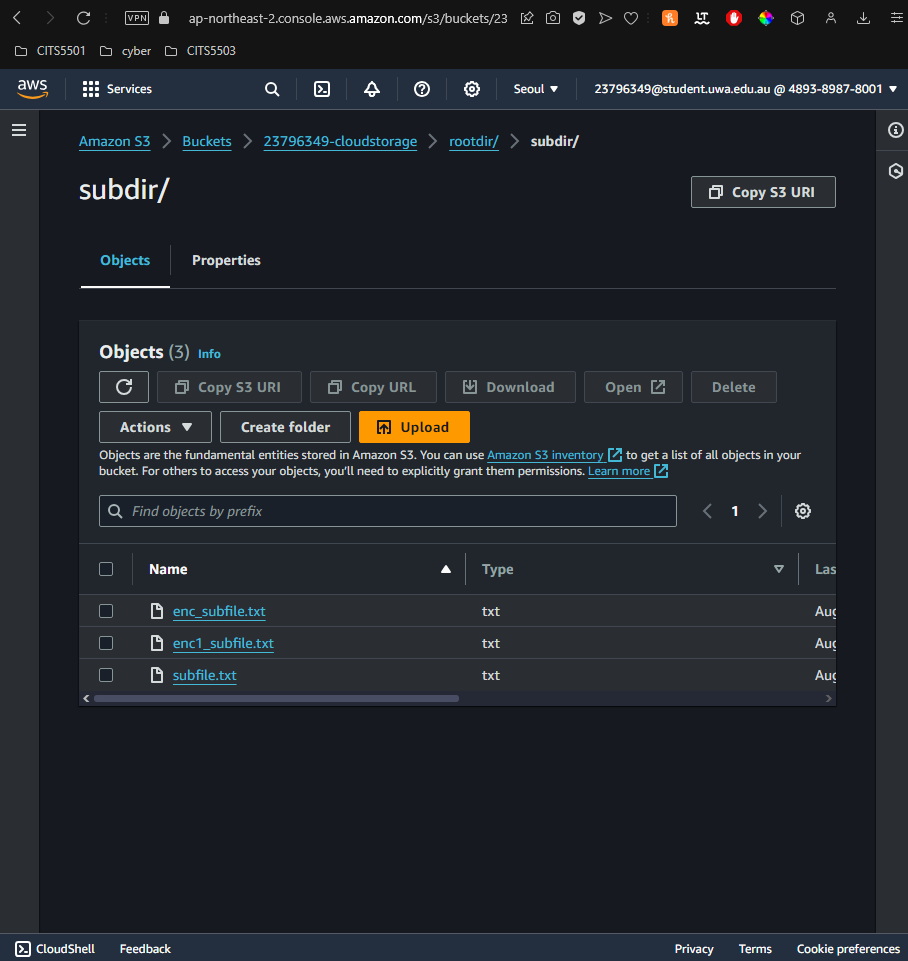 VPN ap-northeast-2.console.aws.amazon.com/s3/buckets/23
CITS5501 cyber CITS5503
aws Services Seoul 23796349@student.uwa.edu.au @ 4893-8987-8001
Amazon S3 Buckets 23796349-cloudstorage rootdir/ subdir/
subdir/ Copy S3 URI
Objects Properties
Objects (3) Info
Copy S3 URI Copy URL Download Open Delete
Actions Create folder Upload
Objects are the fundamental entities stored in Amazon S3. You can use Amazon S3 inventory to get a list of all objects in your
bucket. For others to access your objects, you'll need to explicitly grant them permissions. Learn more
Find objects by prefix 1
Name Type Las
enc_subfile.txt txt Aug
enc1_subfile.txt txt Aug
subfile.txt txt Aug
CloudShell Feedback Privacy Terms Cookie preferences